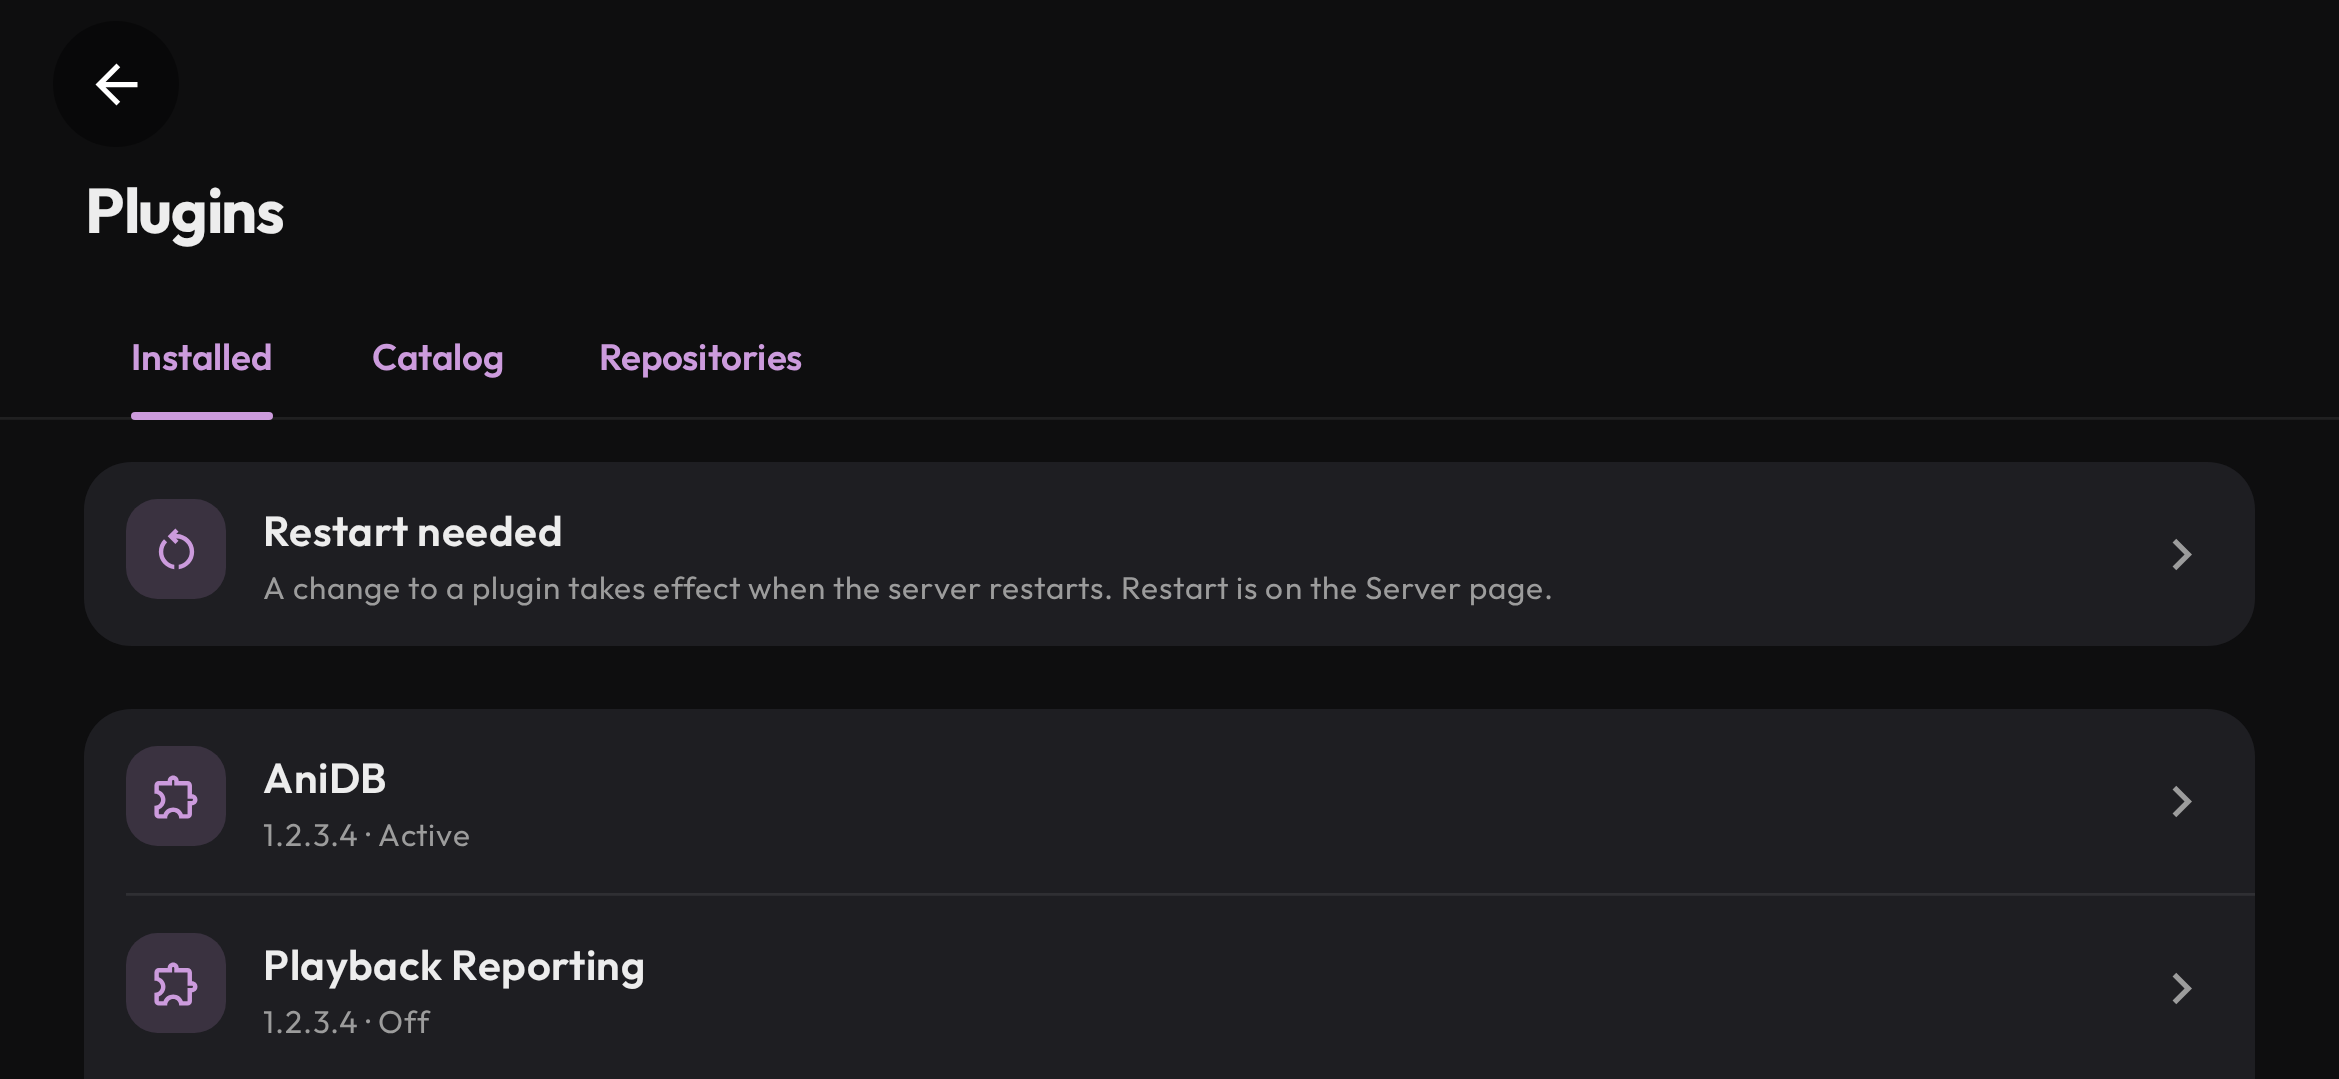 Plugins
Installed
Catalog
Repositories
Restart needed
A change to a plugin takes effect when the server restarts. Restart is on the Server page.
AniDB
1.2.3.4 · Active
Playback Reporting
1.2.3.4 · Off